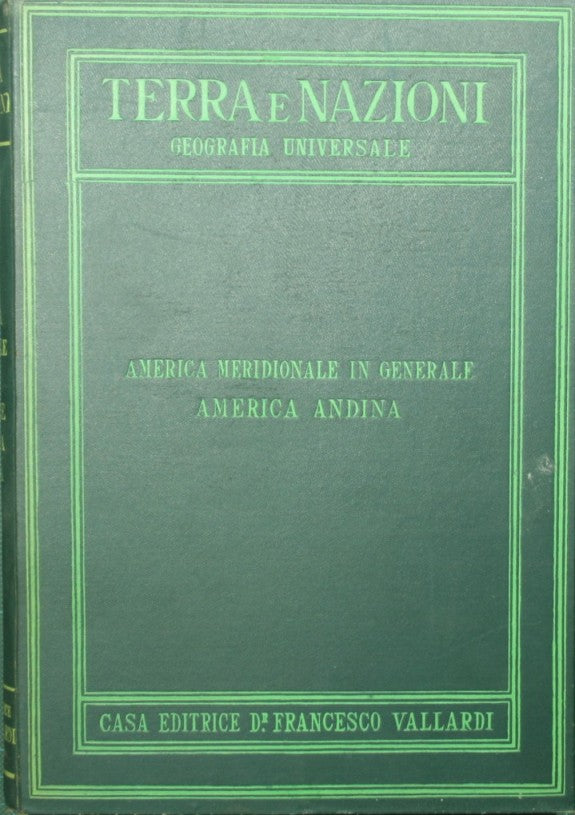 TERRA E NAZIONI
GEOGRAFIA UNIVERSALE
AMERICA MERIDIONALE IN GENERALE
AMERICA ANDINA
CASA EDITRICE DR. FRANCESCO VALLARDI